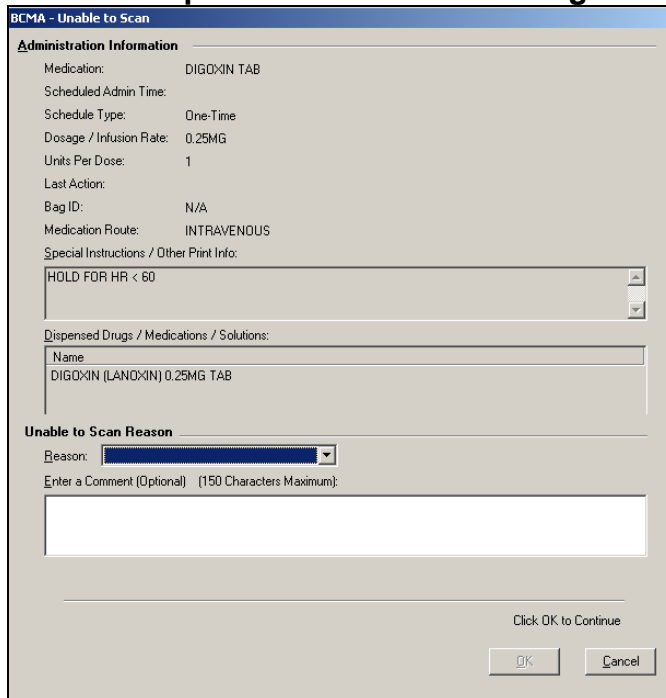 BCMA - Unable to Scan
Administration Information
Medication: DIGOXIN TAB
Scheduled Admin Time:
Schedule Type: One-Time
Dosage / Infusion Rate: 0.25MG
Units Per Dose: 1
Last Action:
Bag ID: N/A
Medication Route: INTRAVENOUS
Special Instructions / Other Print Info:
HOLD FOR HR < 60
Dispensed Drugs / Medications / Solutions:
Name
DIGOXIN (LANOXIN) 0.25MG TAB
Unable to Scan Reason
Reason:
Enter a Comment (Optional) (150 Characters Maximum):
Click OK to Continue
OK Cancel